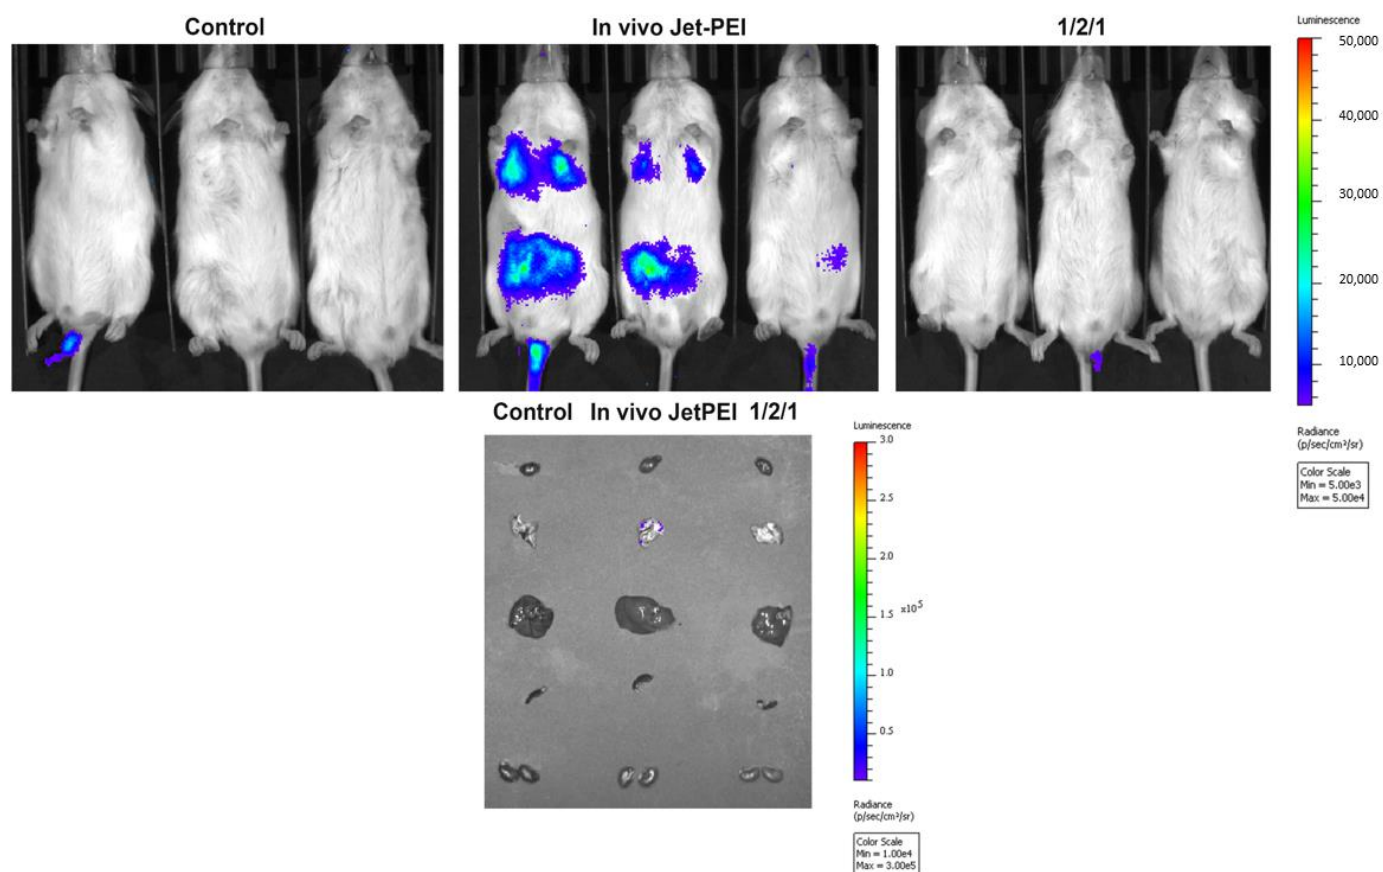 Control
In vivo Jet-PEI
1/2/1
Luminescence
50,000
40,000
30,000
20,000
10,000
Radiance
(p/sec/cm²/sr)
Color Scale
Min = 5.00e3
Max = 5.00e4
Control In vivo JetPEI 1/2/1
Luminescence
3.0
2.5
2.0
1.5 x10⁵
1.0
0.5
Radiance
(p/sec/cm²/sr)
Color Scale
Min = 1.00e4
Max = 3.00e5